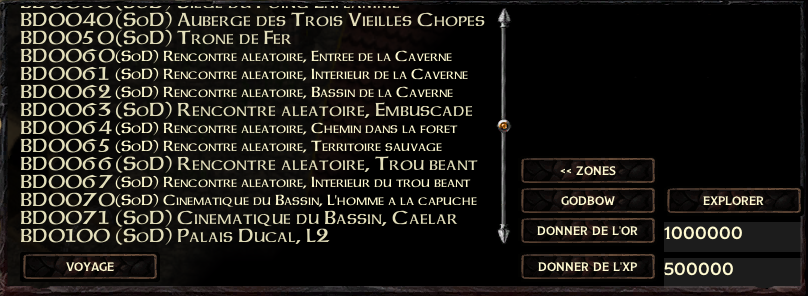 BD0040(SoD) Auberge des Trois Vieilles Chopes
BD0050(SoD) Trone de Fer
BD0060(SoD) Rencontre aleatoire, Entree de la Caverne
BD0061 (SoD) Rencontre aleatoire, Interieur de la Caverne
BD0062 (SoD) Rencontre aleatoire, Bassin de la Caverne
BD0063 (SoD) Rencontre aleatoire, Embuscade
BD0064 (SoD) Rencontre aleatoire, Chemin dans la foret
BD0065 (SoD) Rencontre aleatoire, Territoire sauvage
BD0066 (SoD) Rencontre aleatoire, Trou beant
BD0067 (SoD) Rencontre aleatoire, Interieur du trou beant
BD0070(SoD) Cinematique du Bassin, L'homme a la capuche
BD0071 (SoD) Cinematique du Bassin, Caelar
BD0100 (SoD) Palais Ducal, L2
VOYAGE
<< ZONES
GODBOW
EXPLORER
DONNER DE L'OR
1000000
DONNER DE L'XP
500000